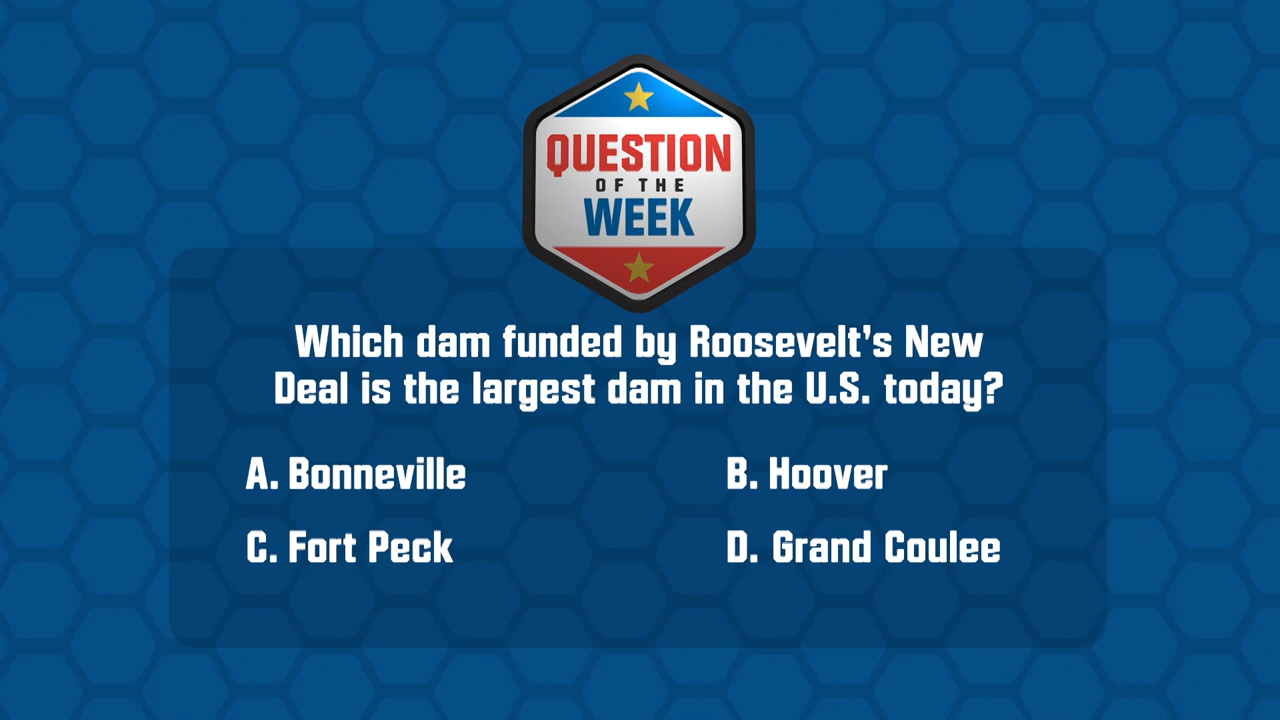 QUESTION
OF THE
WEEK
Which dam funded by Roosevelt's New
Deal is the largest dam in the U.S. today?
A. Bonneville
B. Hoover
C. Fort Peck
D. Grand Coulee